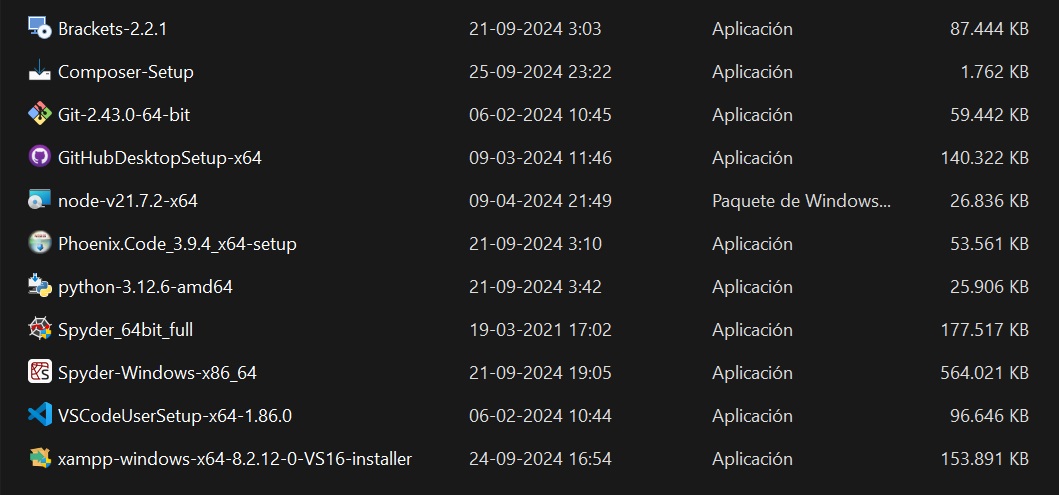 Brackets-2.2.1 21-09-2024 3:03 Aplicación 87.444 KB
Composer-Setup 25-09-2024 23:22 Aplicación 1.762 KB
Git-2.43.0-64-bit 06-02-2024 10:45 Aplicación 59.442 KB
GitHubDesktopSetup-x64 09-03-2024 11:46 Aplicación 140.322 KB
node-v21.7.2-x64 09-04-2024 21:49 Paquete de Windows... 26.836 KB
Phoenix.Code_3.9.4_x64-setup 21-09-2024 3:10 Aplicación 53.561 KB
python-3.12.6-amd64 21-09-2024 3:42 Aplicación 25.906 KB
Spyder_64bit_full 19-03-2021 17:02 Aplicación 177.517 KB
Spyder-Windows-x86_64 21-09-2024 19:05 Aplicación 564.021 KB
VSCodeUserSetup-x64-1.86.0 06-02-2024 10:44 Aplicación 96.646 KB
xampp-windows-x64-8.2.12-0-VS16-installer 24-09-2024 16:54 Aplicación 153.891 KB